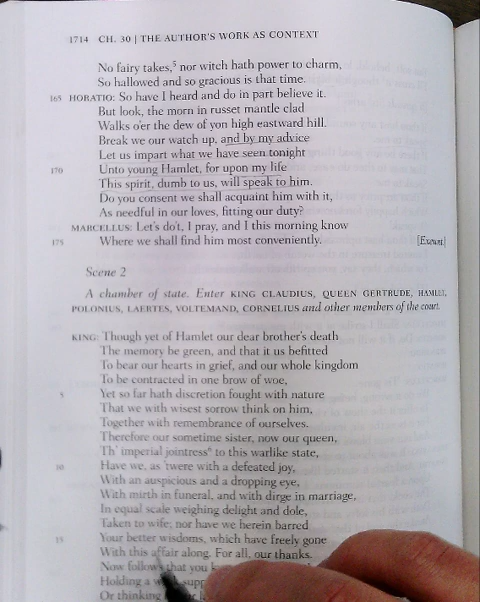 1714 CH. 30 | THE AUTHOR'S WORK AS CONTEXT
No fairy takes,5 nor witch hath power to charm,
So hallowed and so gracious is that time.
165 HORATIO: So have I heard and do in part believe it.
But look, the morn in russet mantle clad
Walks o'er the dew of yon high eastward hill.
Break we our watch up, and by my advice
Let us impart what we have seen tonight
170 Unto young Hamlet, for upon my life
This spirit, dumb to us, will speak to him.
Do you consent we shall acquaint him with it,
As needful in our loves, fitting our duty?
MARCELLUS: Let's do't, I pray, and I this morning know
175 Where we shall find him most conveniently. [Exeunt]
Scene 2
A chamber of state. Enter KING CLAUDIUS, QUEEN GERTRUDE, HAMLET,
POLONIUS, LAERTES, VOLTEMAND, CORNELIUS and other members of the court.
KING: Though yet of Hamlet our dear brother's death
The memory be green, and that it us befitted
To bear our hearts in grief, and our whole kingdom
To be contracted in one brow of woe,
5 Yet so far hath discretion fought with nature
That we with wisest sorrow think on him,
Together with remembrance of ourselves.
Therefore our sometime sister, now our queen,
Th' imperial jointress6 to this warlike state,
10 Have we, as 'twere with a defeated joy,
With an auspicious and a dropping eye,
With mirth in funeral, and with dirge in marriage,
In equal scale weighing delight and dole,
Taken to wife; nor have we herein barred
15 Your better wisdoms, which have freely gone
With this affair along. For all, our thanks.
Now follows that you
Holding a
Or thinking